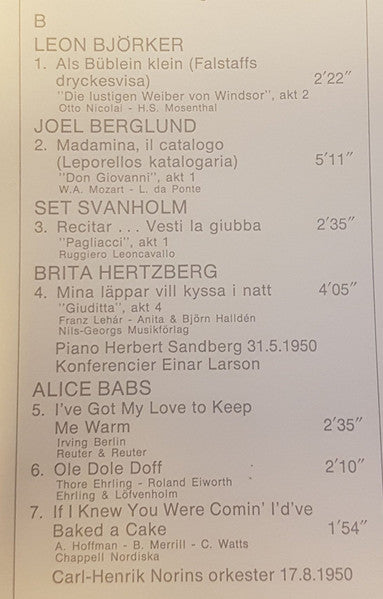 B
LEON BJÖRKER
1. Als Büblein klein (Falstaffs
dryckesvisa) 2'22"
"Die lustigen Weiber von Windsor", akt 2
Otto Nicolai - H.S. Mosenthal
JOEL BERGLUND
2. Madamina, il catalogo
(Leporellos katalogaria) 5'11"
"Don Giovanni", akt 1
W.A. Mozart - L. da Ponte
SET SVANHOLM
3. Recitar ... Vesti la giubba 2'35"
"Pagliacci", akt 1
Ruggiero Leoncavallo
BRITA HERTZBERG
4. Mina läppar vill kyssa i natt 4'05"
"Giuditta", akt 4
Franz Lehár - Anita & Björn Halldén
Nils-Georgs Musikförlag
Piano Herbert Sandberg 31.5.1950
Konferencier Einar Larson
ALICE BABS
5. I've Got My Love to Keep
Me Warm 2'35"
Irving Berlin
Reuter & Reuter
6. Ole Dole Doff 2'10"
Thore Ehrling - Roland Eiworth
Ehrling & Löfvenholm
7. If I Knew You Were Comin' I'd've
Baked a Cake 1'54"
A. Hoffman - B. Merrill - C. Watts
Chappell Nordiska
Carl-Henrik Norins orkester 17.8.1950